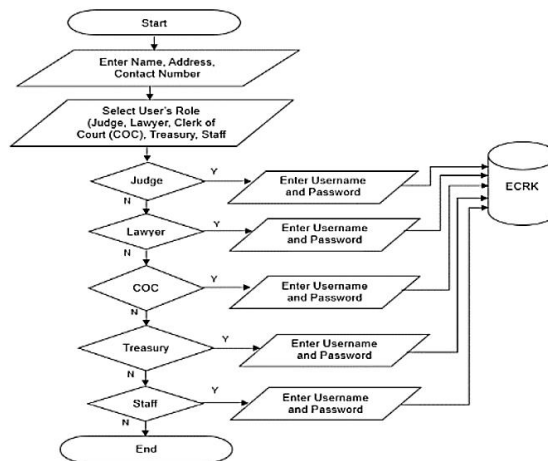 Start
Enter Name, Address,
Contact Number
Select User's Role
(Judge, Lawyer, Clerk of
Court (COC), Treasury, Staff
Judge
Y
Enter Username
and Password
ECRK
N
Lawyer
Y
Enter Username
and Password
N
COC
Y
Enter Username
and Password
N
Treasury
Y
Enter Username
and Password
N
Staff
Y
Enter Username
and Password
N
End